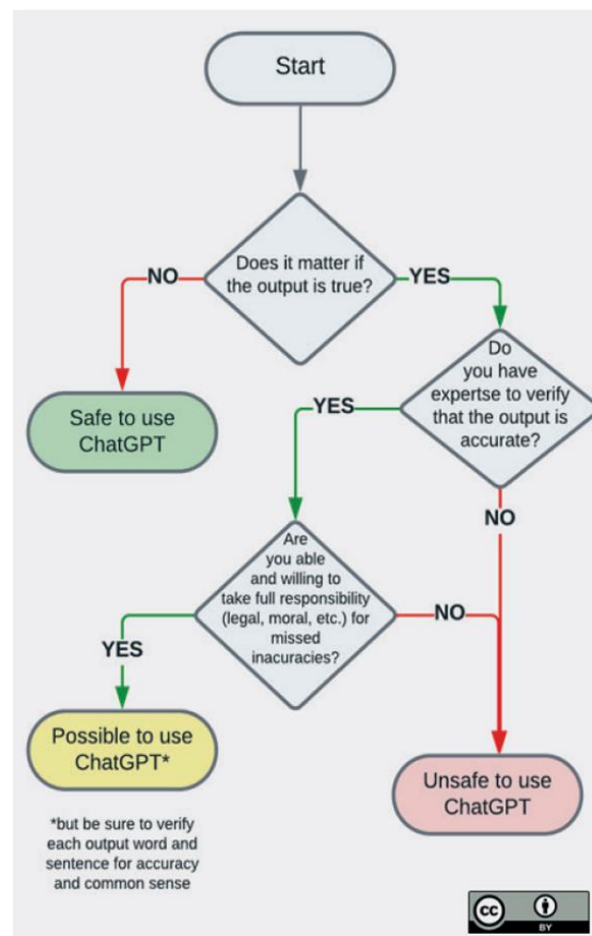 Start
Does it matter if
the output is true?
NO
YES
Safe to use
ChatGPT
Do
you have
expertse to verify
that the output is
accurate?
YES
NO
Are
you able
and willing to
take full responsibility
(legal, moral, etc.) for
missed
inacuracies?
NO
YES
Possible to use
ChatGPT*
Unsafe to use
ChatGPT
*but be sure to verify
each output word and
sentence for accuracy
and common sense
cc
BY